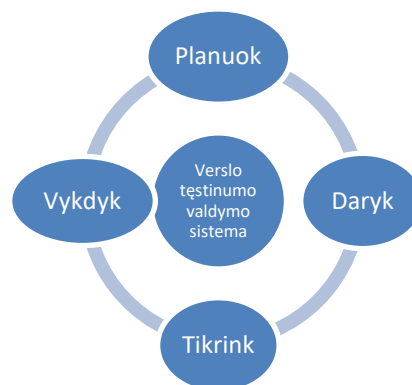 Planuok
Vykdyk
Verslo
tęstinumo
valdymo
sistema
Daryk
Tikrink